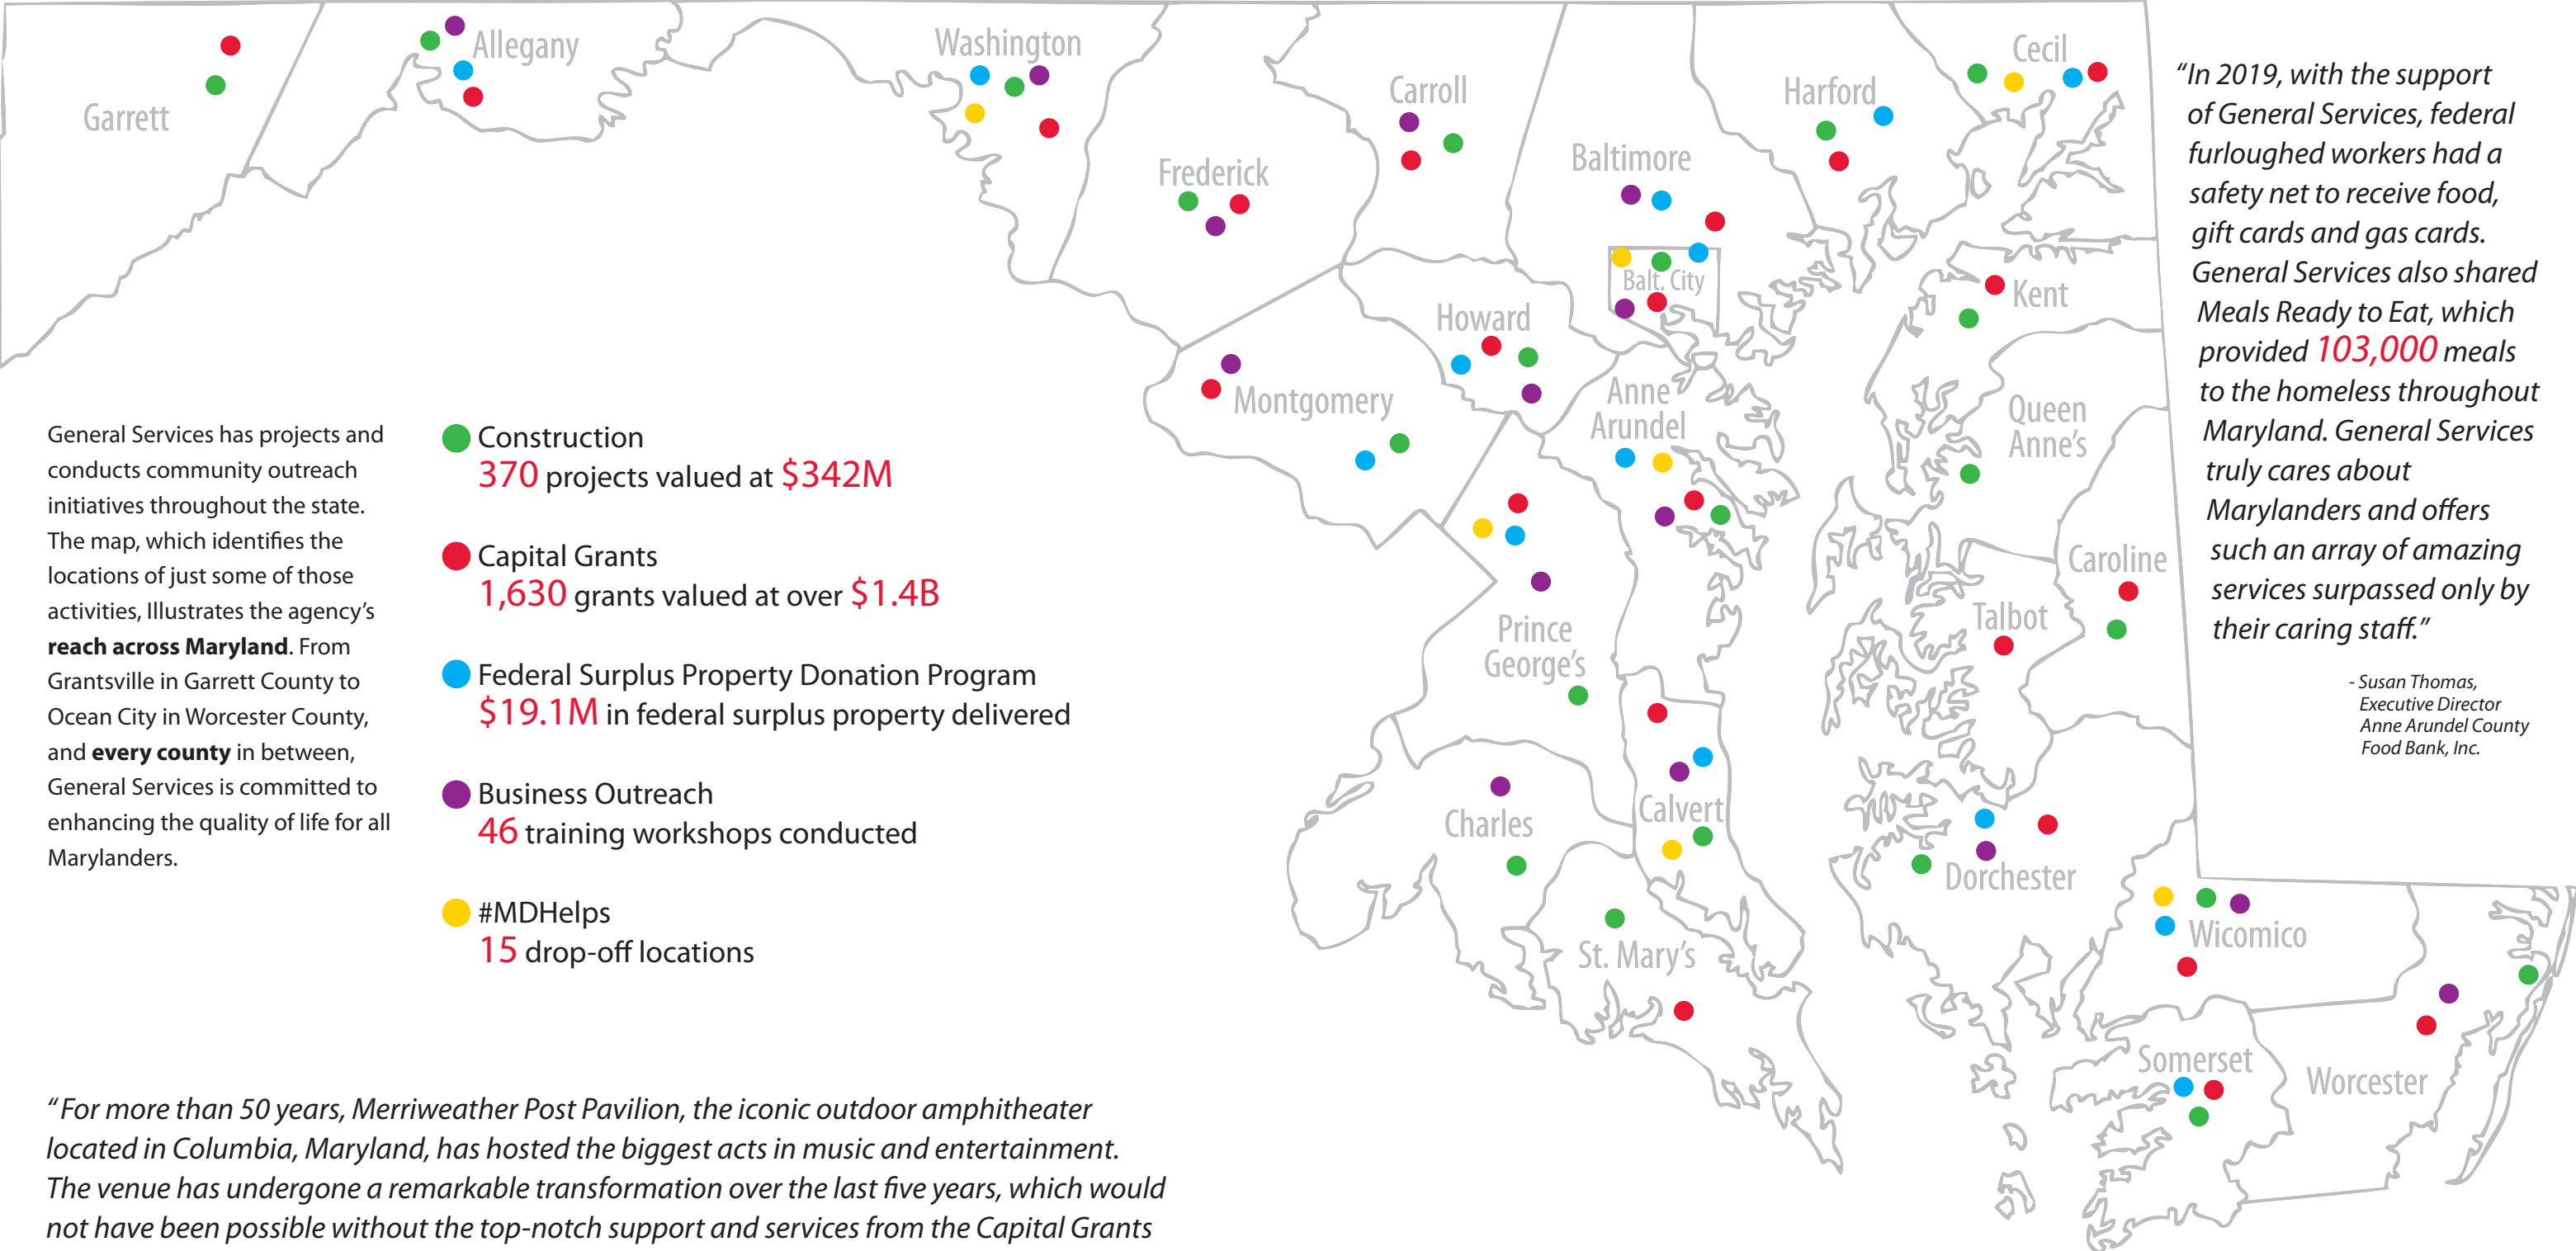 Garrett
Allegany
Washington
Frederick
Carroll
Baltimore
Balt. City
Harford
Cecil
Howard
Montgomery
Anne
Arundel
Kent
Queen
Anne's
Caroline
Talbot
Prince
George's
Charles
Calvert
St. Mary's
Dorchester
Wicomico
Somerset
Worcester
General Services has projects and
conducts community outreach
initiatives throughout the state.
The map, which identifies the
locations of just some of those
activities, Illustrates the agency's
reach across Maryland. From
Grantsville in Garrett County to
Ocean City in Worcester County,
and every county in between,
General Services is committed to
enhancing the quality of life for all
Marylanders.
Construction
370 projects valued at $342M
Capital Grants
1,630 grants valued at over $1.4B
Federal Surplus Property Donation Program
$19.1M in federal surplus property delivered
Business Outreach
46 training workshops conducted
#MDHelps
15 drop-off locations
“In 2019, with the support
of General Services, federal
furloughed workers had a
safety net to receive food,
gift cards and gas cards.
General Services also shared
Meals Ready to Eat, which
provided 103,000 meals
to the homeless throughout
Maryland. General Services
truly cares about
Marylanders and offers
such an array of amazing
services surpassed only by
their caring staff.”
- Susan Thomas,
Executive Director
Anne Arundel County
Food Bank, Inc.
“For more than 50 years, Merriweather Post Pavilion, the iconic outdoor amphitheater
located in Columbia, Maryland, has hosted the biggest acts in music and entertainment.
The venue has undergone a remarkable transformation over the last five years, which would
not have been possible without the top-notch support and services from the Capital Grants